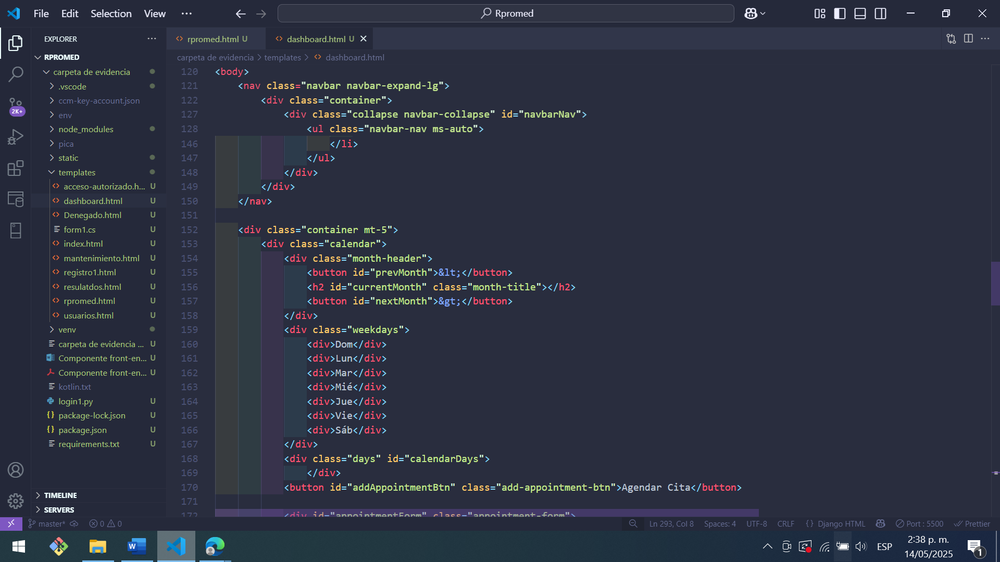 File Edit Selection View ···
Rpromed
EXPLORER
RPROMED
carpeta de evidencia
.vscode
ccm-key-account.json
env
node_modules
pica
static
templates
acceso-autorizado.h... U
dashboard.html U
Denegado.html U
form1.cs U
index.html U
mantenimiento.html U
registro1.html U
resulatdos.html U
rpromed.html U
usuarios.html U
venv
carpeta de evidencia ... U
Componente front-en... U
Componente front-en... U
kotlin.txt
login1.py U
package-lock.json U
package.json U
requirements.txt U
TIMELINE
SERVERS
2K+
rpromed.html U
dashboard.html U
carpeta de evidencia > templates > <> dashboard.html
120 <body>
121 <nav class="navbar navbar-expand-lg">
122 <div class="container">
127 <div class="collapse navbar-collapse" id="navbarNav">
128 <ul class="navbar-nav ms-auto">
146 </li>
147 </ul>
148 </div>
149 </div>
150 </nav>
151
152 <div class="container mt-5">
153 <div class="calendar">
154 <div class="month-header">
155 <button id="prevMonth">&lt;</button>
156 <h2 id="currentMonth" class="month-title"></h2>
157 <button id="nextMonth">&gt;</button>
158 </div>
159 <div class="weekdays">
160 <div>Dom</div>
161 <div>Lun</div>
162 <div>Mar</div>
163 <div>Mié</div>
164 <div>Jue</div>
165 <div>Vie</div>
166 <div>Sáb</div>
167 </div>
168 <div class="days" id="calendarDays">
169 </div>
170 <button id="addAppointmentBtn" class="add-appointment-btn">Agendar Cita</button>
171
172 <div id="appointmentForm" class="appointment-form">
master* 0 0 Ln 293, Col 8 Spaces: 4 UTF-8 CRLF {} Django HTML Port : 5500 Prettier
ESP
2:38 p. m.
14/05/2025
1